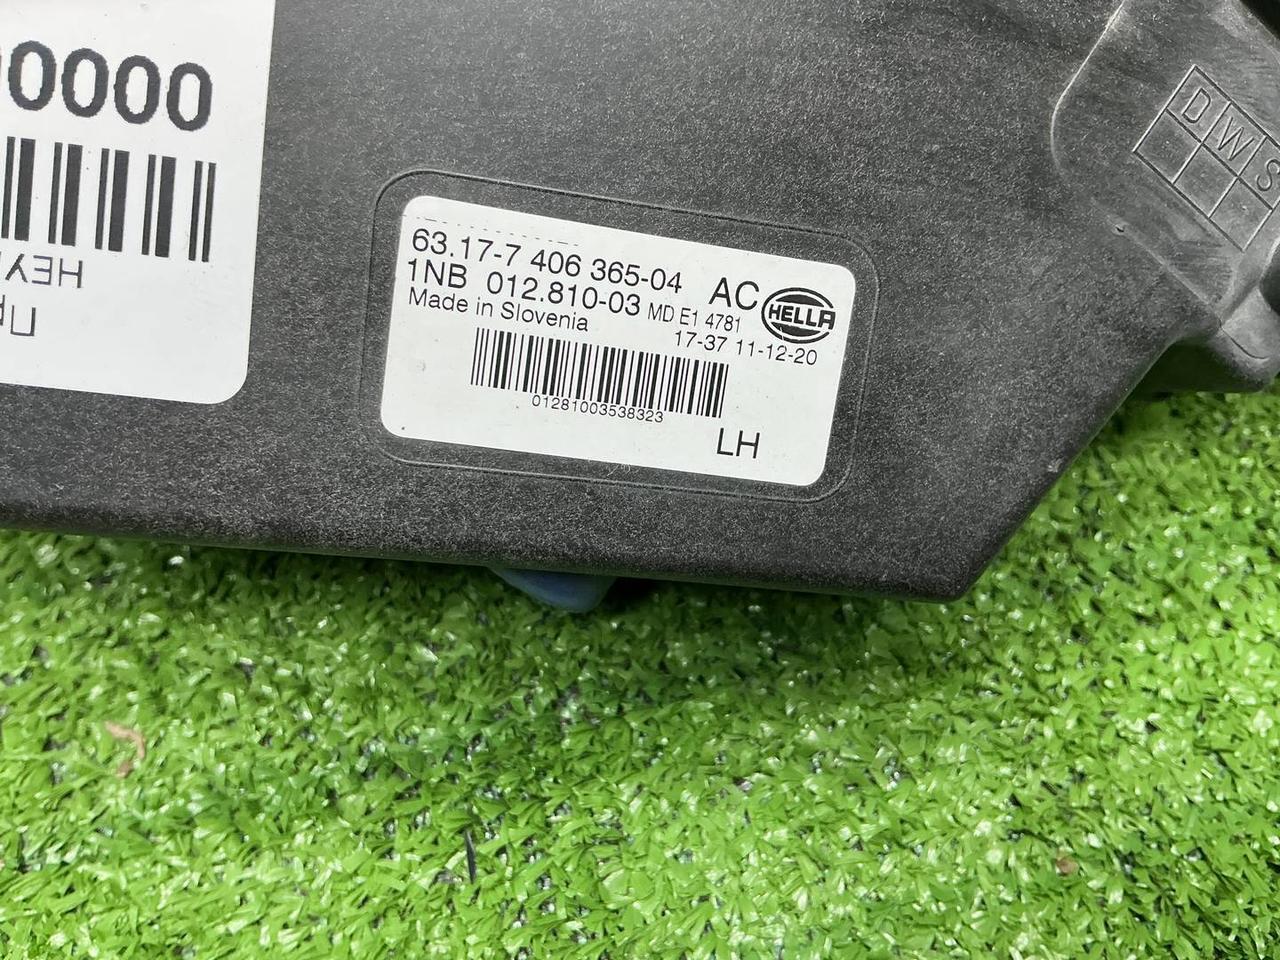 00000
63.17-7 406 365-04 AC
1NB 012.810-03 MD E1 4781
HELLA
Made in Slovenia
17-37 11-12-20
01281003538323
LH
DWS